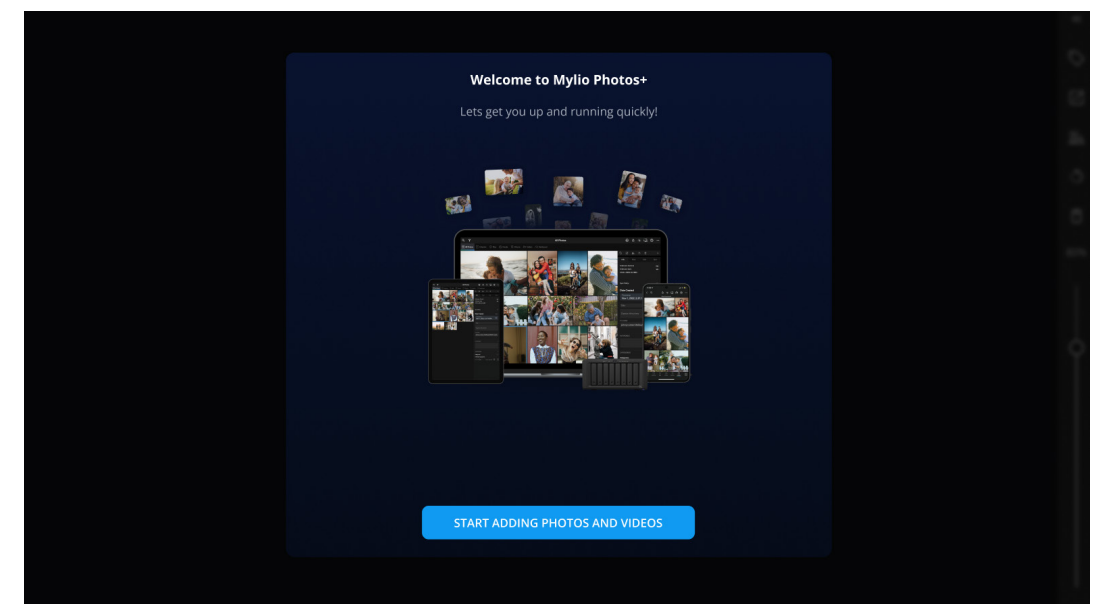 Welcome to Mylio Photos+
Lets get you up and running quickly!
START ADDING PHOTOS AND VIDEOS